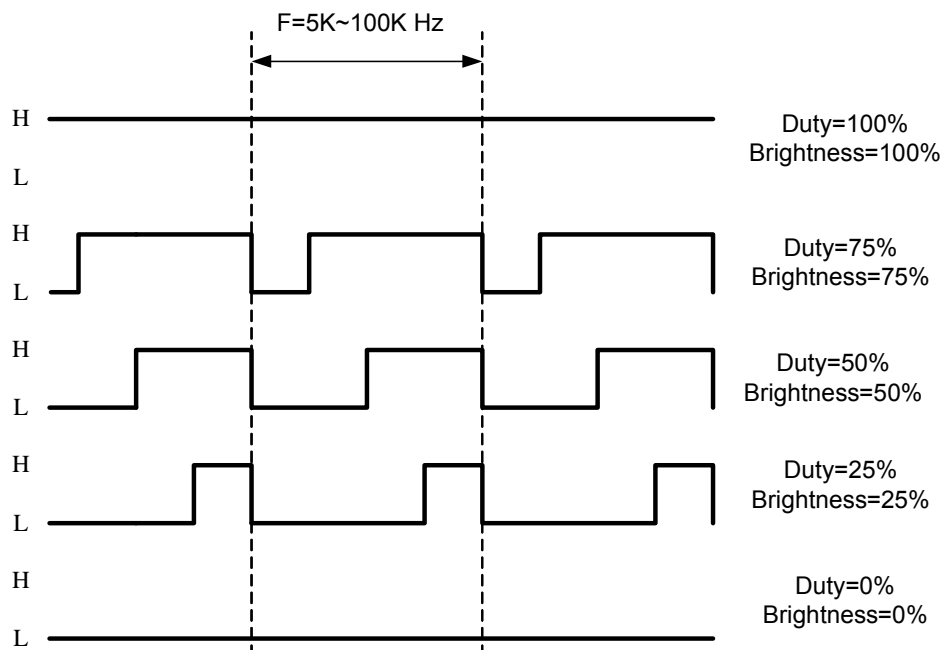 F=5K~100K Hz
H
Duty=100%
Brightness=100%
L
H
Duty=75%
Brightness=75%
L
H
Duty=50%
Brightness=50%
L
H
Duty=25%
Brightness=25%
L
H
Duty=0%
Brightness=0%
L